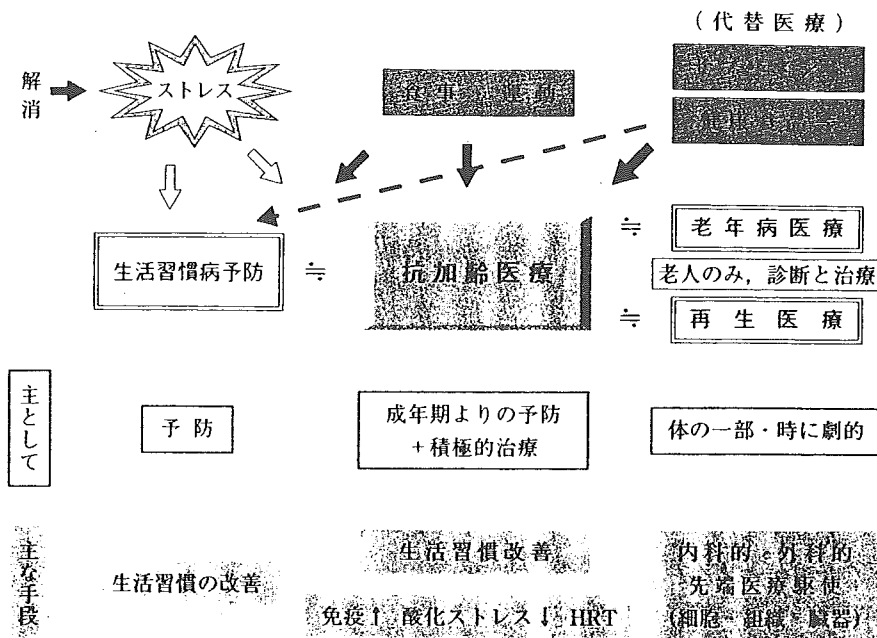 (代替医療)
解消
ストレス
食事 運動
生活習慣病予防
≒
抗加齢医療
≒
老年病医療
老人のみ，診断と治療
≒
再生医療
主として
予防
成年期よりの予防
＋積極的治療
体の一部・時に劇的
主な手段
生活習慣の改善
生活習慣改善
免疫↑ 酸化ストレス↓ HRT
内科的・外科的
先端医療駆使
(細胞・組織・臓器)